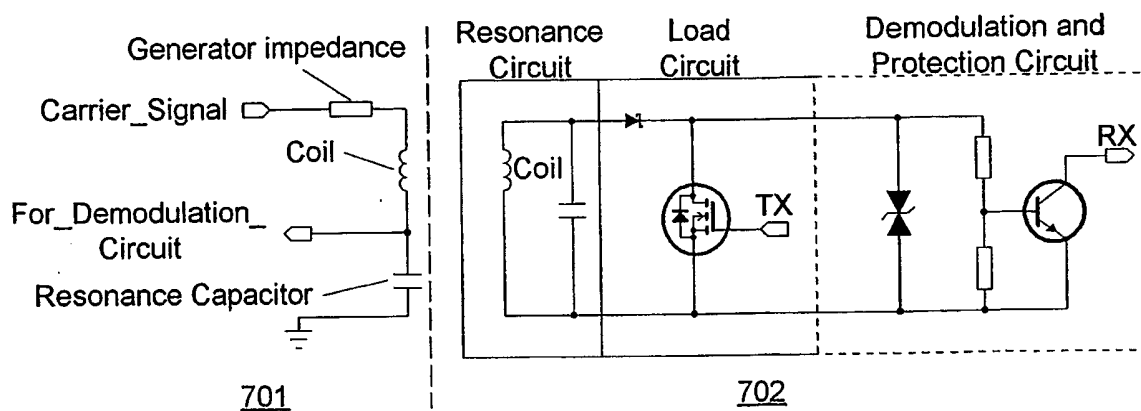 Generator impedance
Carrier_Signal
Coil
For_Demodulation_
Circuit
Resonance Capacitor
701
Resonance
Circuit
Load
Circuit
Demodulation and
Protection Circuit
Coil
TX
RX
702